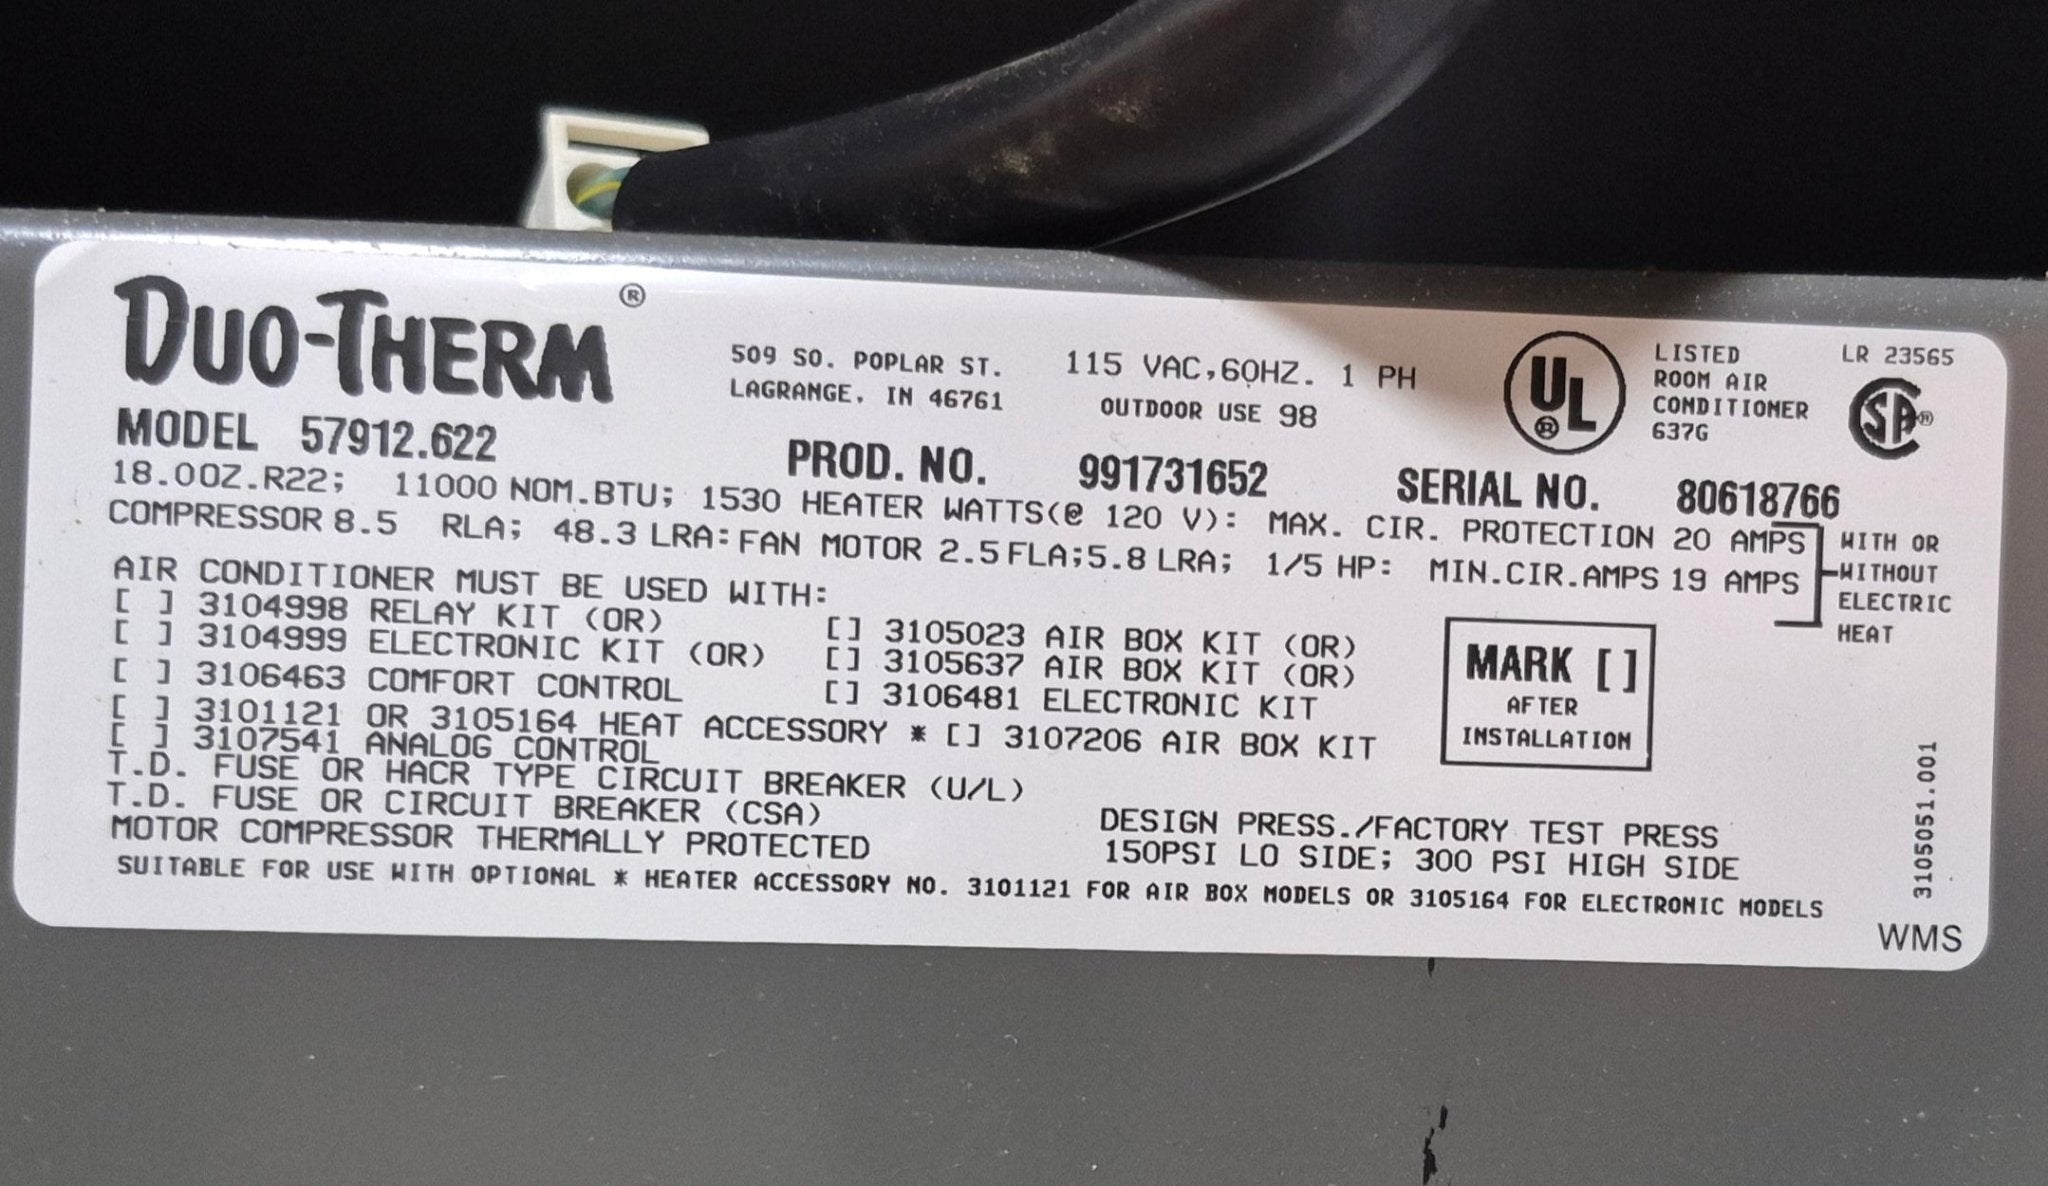 DUO-THERM®
509 SO. POPLAR ST.
LAGRANGE, IN 46761
115 VAC,60HZ. 1 PH
OUTDOOR USE 98
UL®
LISTED
ROOM AIR
CONDITIONER
637G
LR 23565
SA®
MODEL 57912.622
PROD. NO. 991731652
SERIAL NO. 80618766
18.0OZ.R22; 11000 NOM.BTU; 1530 HEATER WATTS(@ 120 V): MAX. CIR. PROTECTION 20 AMPS
COMPRESSOR 8.5 RLA; 48.3 LRA: FAN MOTOR 2.5 FLA;5.8 LRA; 1/5 HP: MIN.CIR.AMPS 19 AMPS
WITH OR
WITHOUT
ELECTRIC
HEAT
AIR CONDITIONER MUST BE USED WITH:
[ ] 3104998 RELAY KIT (OR)
[ ] 3104999 ELECTRONIC KIT (OR)
[ ] 3106463 COMFORT CONTROL
[ ] 3101121 OR 3105164 HEAT ACCESSORY *
[ ] 3107541 ANALOG CONTROL
[] 3105023 AIR BOX KIT (OR)
[] 3105637 AIR BOX KIT (OR)
[] 3106481 ELECTRONIC KIT
[] 3107206 AIR BOX KIT
MARK []
AFTER
INSTALLATION
T.D. FUSE OR HACR TYPE CIRCUIT BREAKER (U/L)
T.D. FUSE OR CIRCUIT BREAKER (CSA)
MOTOR COMPRESSOR THERMALLY PROTECTED
DESIGN PRESS./FACTORY TEST PRESS
150PSI LO SIDE; 300 PSI HIGH SIDE
SUITABLE FOR USE WITH OPTIONAL * HEATER ACCESSORY NO. 3101121 FOR AIR BOX MODELS OR 3105164 FOR ELECTRONIC MODELS
3105051.001
WMS